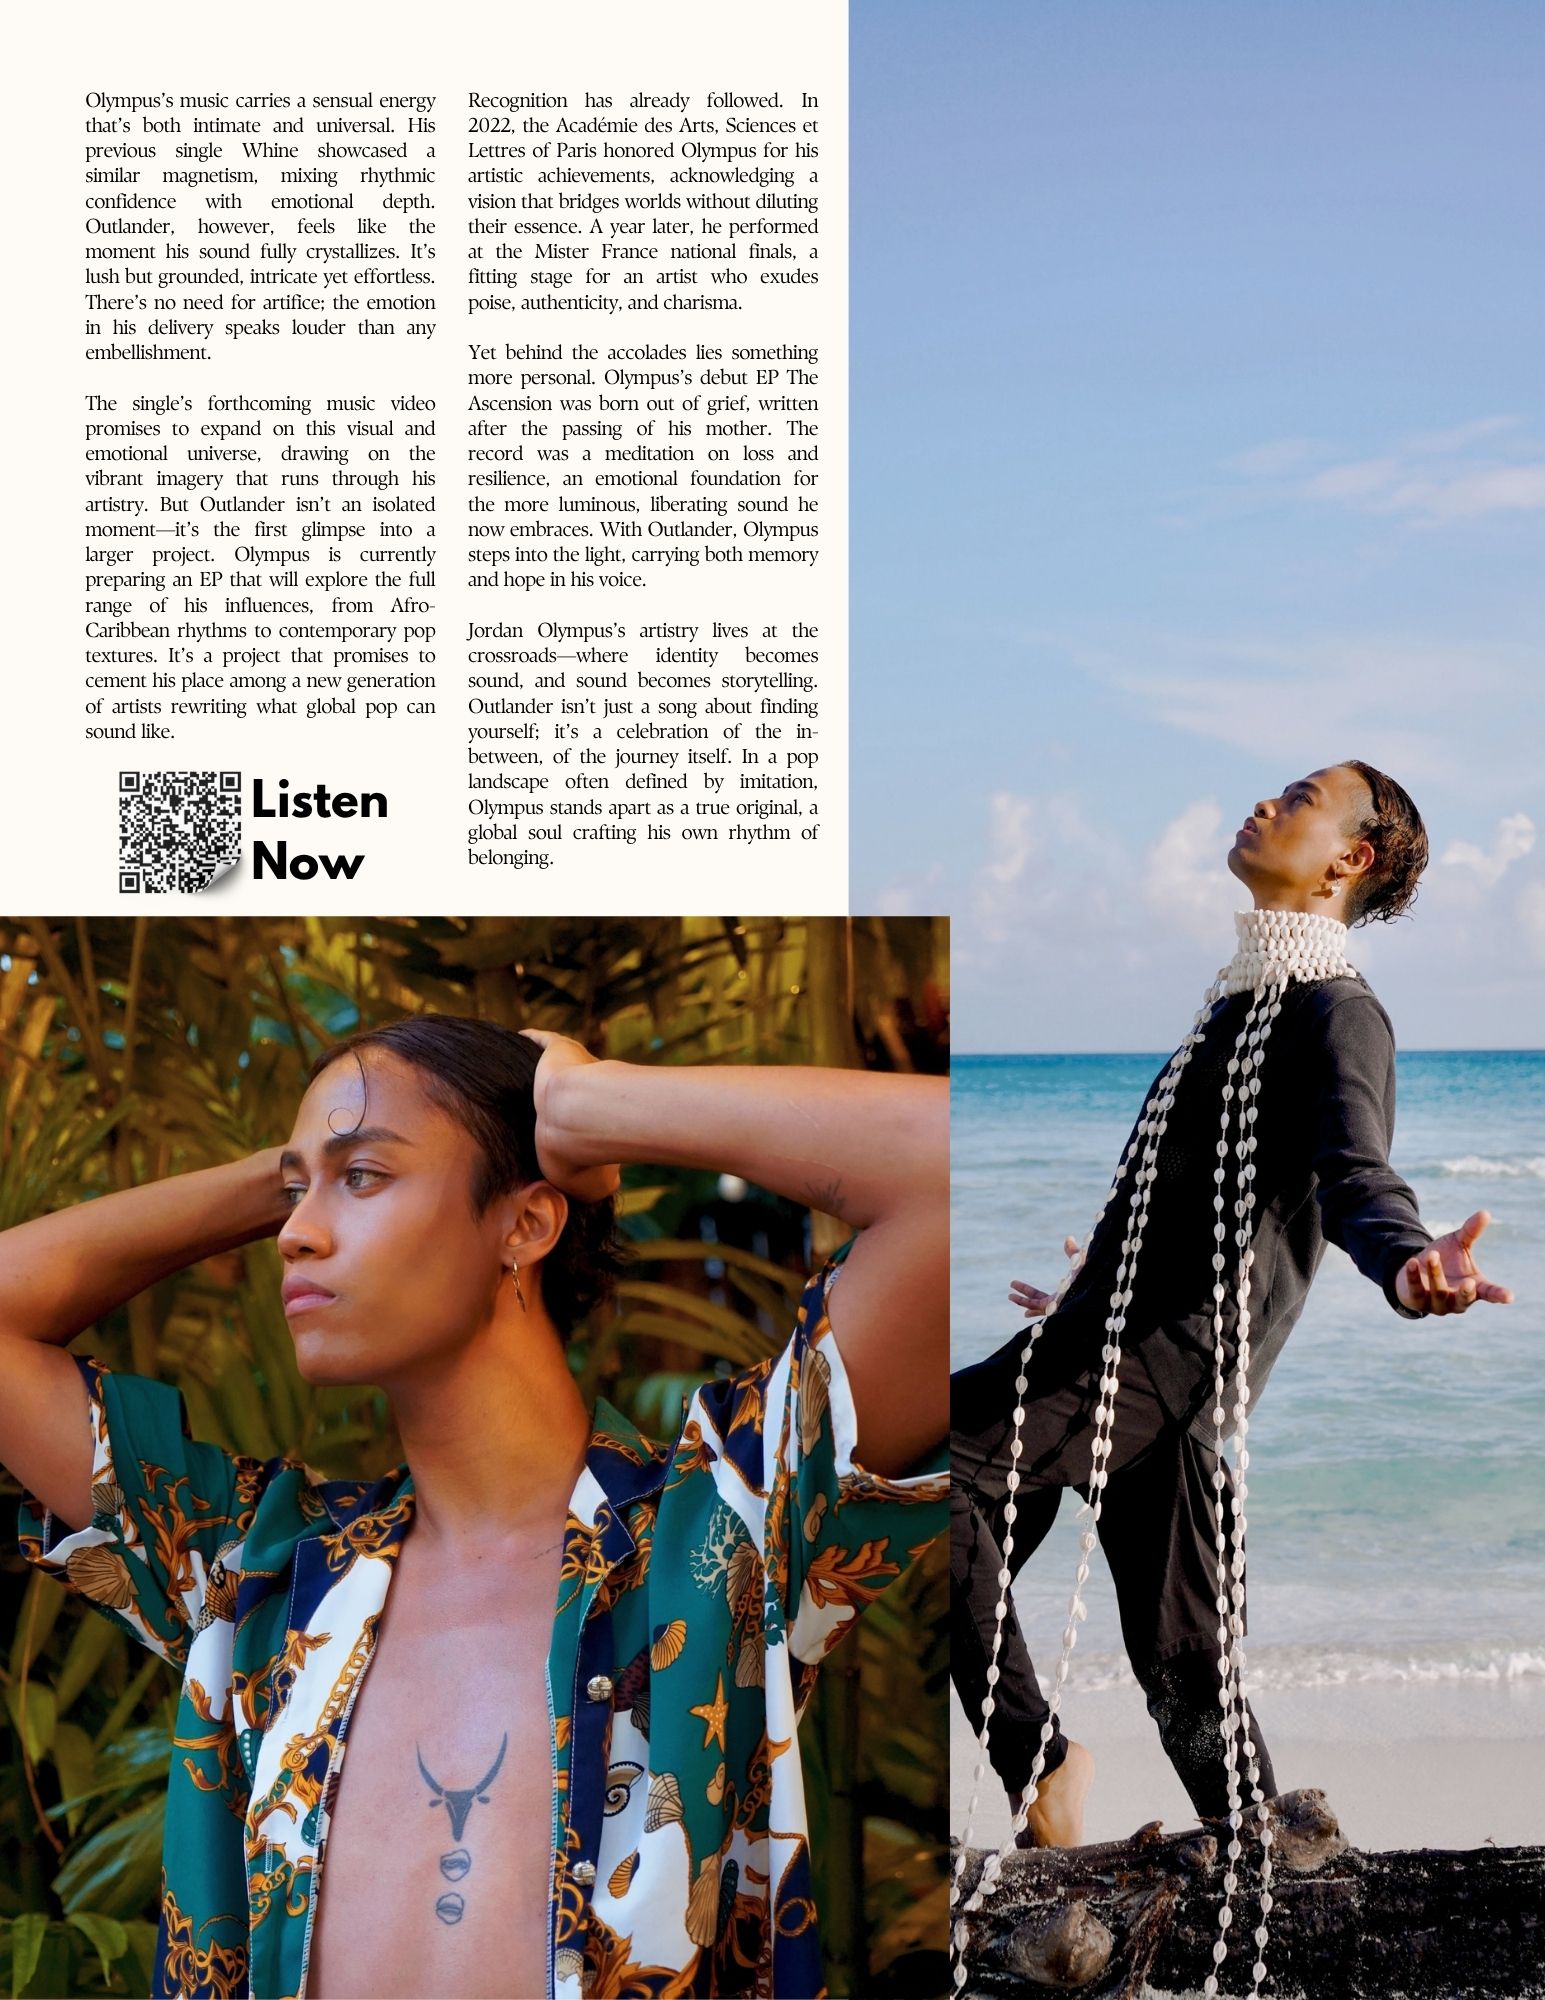 Olympus’s music carries a sensual energy
that’s both intimate and universal. His
previous single Whine showcased a
similar magnetism, mixing rhythmic
confidence with emotional depth.
Outlander, however, feels like the
moment his sound fully crystallizes. It’s
lush but grounded, intricate yet effortless.
There’s no need for artifice; the emotion
in his delivery speaks louder than any
embellishment.
The single’s forthcoming music video
promises to expand on this visual and
emotional universe, drawing on the
vibrant imagery that runs through his
artistry. But Outlander isn’t an isolated
moment—it’s the first glimpse into a
larger project. Olympus is currently
preparing an EP that will explore the full
range of his influences, from Afro-
Caribbean rhythms to contemporary pop
textures. It’s a project that promises to
cement his place among a new generation
of artists rewriting what global pop can
sound like.
Listen
Now
Recognition has already followed. In
2022, the Académie des Arts, Sciences et
Lettres of Paris honored Olympus for his
artistic achievements, acknowledging a
vision that bridges worlds without diluting
their essence. A year later, he performed
at the Mister France national finals, a
fitting stage for an artist who exudes
poise, authenticity, and charisma.
Yet behind the accolades lies something
more personal. Olympus’s debut EP The
Ascension was born out of grief, written
after the passing of his mother. The
record was a meditation on loss and
resilience, an emotional foundation for
the more luminous, liberating sound he
now embraces. With Outlander, Olympus
steps into the light, carrying both memory
and hope in his voice.
Jordan Olympus’s artistry lives at the
crossroads—where identity becomes
sound, and sound becomes storytelling.
Outlander isn’t just a song about finding
yourself; it’s a celebration of the in-
between, of the journey itself. In a pop
landscape often defined by imitation,
Olympus stands apart as a true original, a
global soul crafting his own rhythm of
belonging.